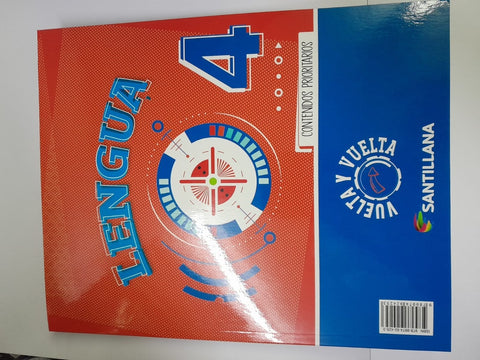 LENGUA
4
CONTENIDOS PRIORITARIOS
VUELTA Y VUELTA
SANTILLANA